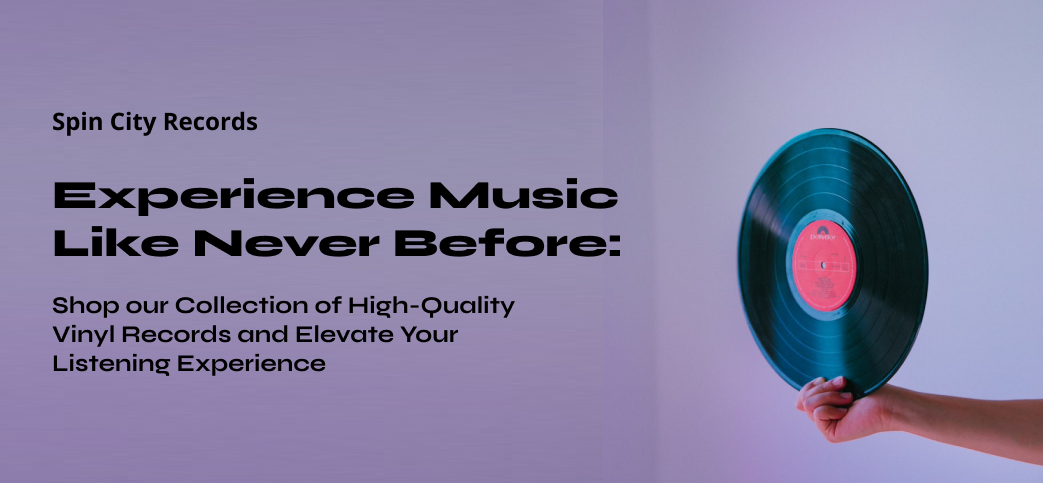 Spin City Records
Experience Music
Like Never Before:
Shop our Collection of High-Quality
Vinyl Records and Elevate Your
Listening Experience